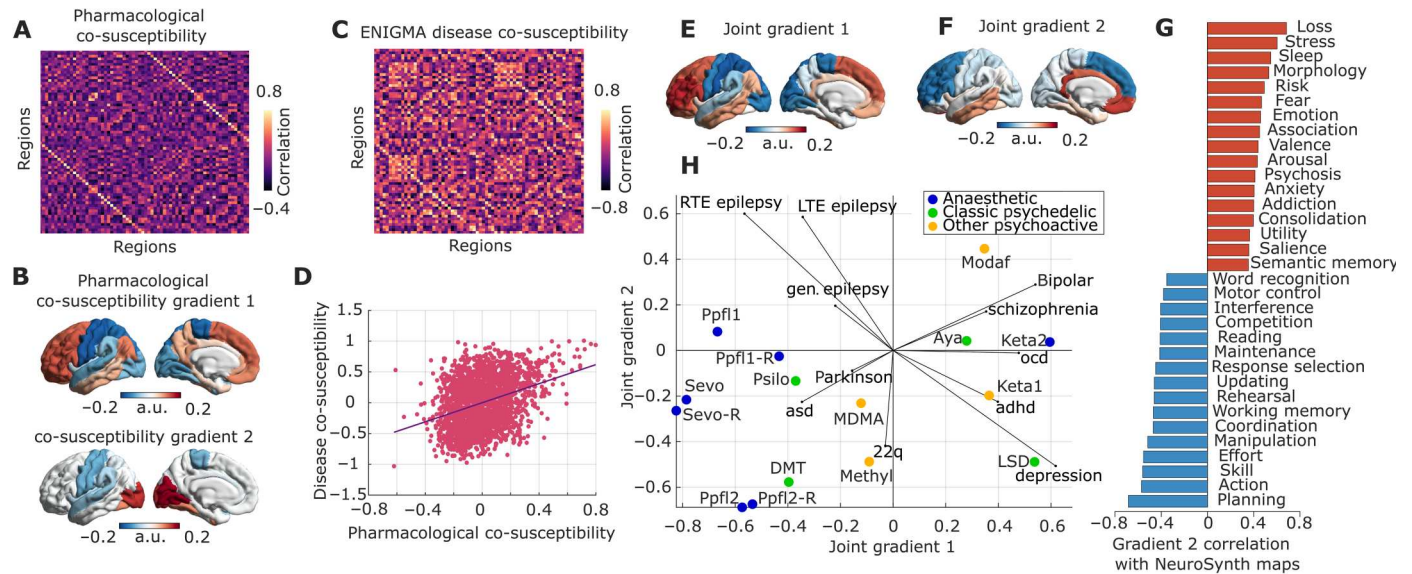 A
Pharmacological
co-susceptibility
Regions
0.8
Correlation
−0.4
Regions
B
Pharmacological
co-susceptibility gradient 1
−0.2
a.u.
0.2
co-susceptibility gradient 2
−0.2
a.u.
0.2
C
ENIGMA disease co-susceptibility
Regions
0.8
Correlation
−0.8
Regions
D
Disease co-susceptibility
1.5
1
0.5
0
−0.5
−1
−1.5
−0.8
−0.4
0
0.4
0.8
Pharmacological co-susceptibility
E
Joint gradient 1
−0.2
a.u.
0.2
F
Joint gradient 2
−0.2
a.u.
0.2
H
Joint gradient 2
0.6
0.4
0.2
0
−0.2
−0.4
−0.6
−0.8
−0.6
−0.4
−0.2
0
0.2
0.4
0.6
Joint gradient 1
Anaesthetic
Classic psychedelic
Other psychoactive
RTE epilepsy
LTE epilepsy
Modaf
Bipolar
gen. epilepsy
schizophrenia
Ppfl1
Aya
Keta2
Ppfl1-R
ocd
Psilo
Parkinson
Sevo
Keta1
Sevo-R
asd
MDMA
adhd
22q
DMT
Methyl
LSD
depression
Ppfl2
Ppfl2-R
G
Loss
Stress
Sleep
Morphology
Risk
Fear
Emotion
Association
Valence
Arousal
Psychosis
Anxiety
Addiction
Consolidation
Utility
Salience
Semantic memory
Word recognition
Motor control
Interference
Competition
Reading
Maintenance
Response selection
Updating
Rehearsal
Working memory
Coordination
Manipulation
Effort
Skill
Action
Planning
−0.8
−0.4
0
0.4
0.8
Gradient 2 correlation
with NeuroSynth maps